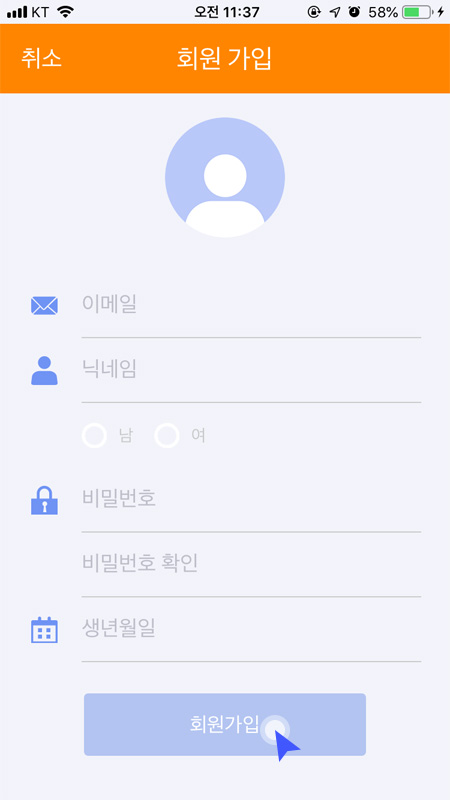 KT 오전 11:37 58%
취소 회원 가입
이메일
닉네임
남 여
비밀번호
비밀번호 확인
생년월일
회원가입